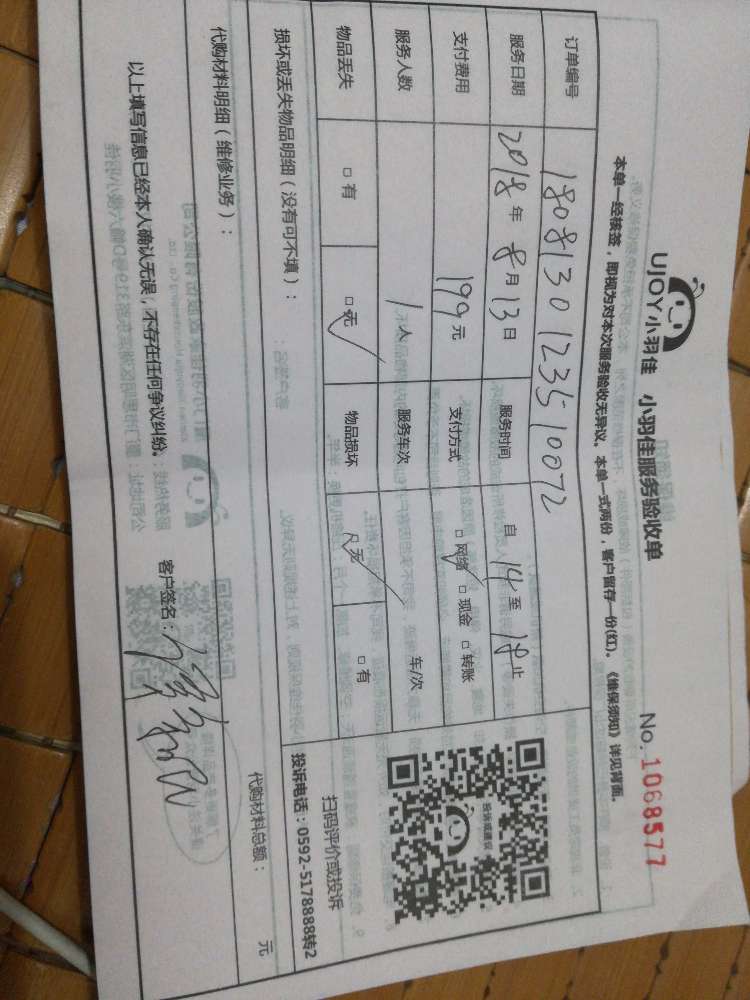 UJOY小羽佳 小羽佳服务验收单
No. 1068577
本单一经核签，即视为对本次服务验收无异议。本单一式两份，客户留存一份(红)。《维保须知》详见背面。
订单编号 18081301235510072
服务日期 2018年8月13日 服务时间 自14至18止
支付费用 199元 支付方式 □网络 □现金 □转账
服务人数 1人 服务车次 车/次
物品丢失 □有 □无 物品损坏 □无 □有
投诉或建议
扫码评价或投诉
投诉电话：0592-5178888转2
损坏或丢失物品明细（没有可不填）：
代购材料明细（维修业务）：
代购材料总额： 元
以上填写信息已经本人确认无误，不存在任何争议纠纷。 客户签名：